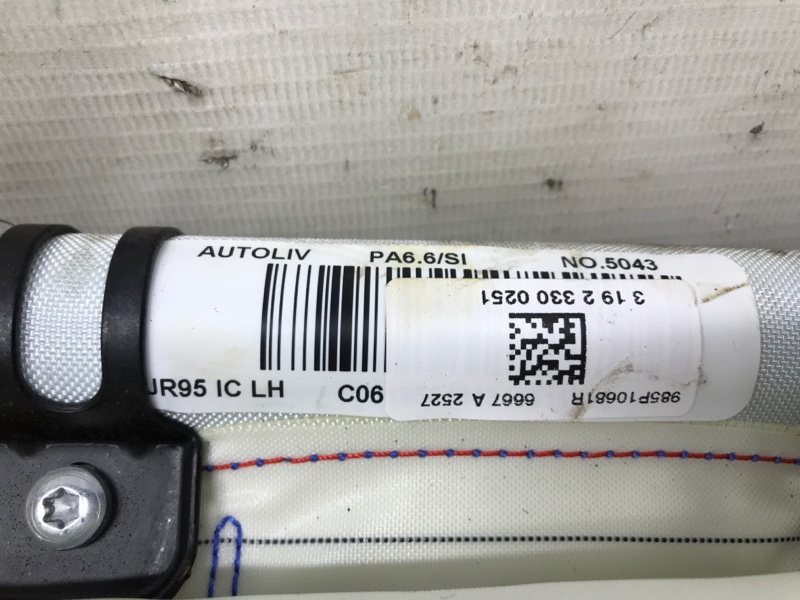 AUTOLIV PA6.6/SI NO.5043
JR95 IC LH C06
985P10681R 6667 A 2527
3 19 2 330 0251